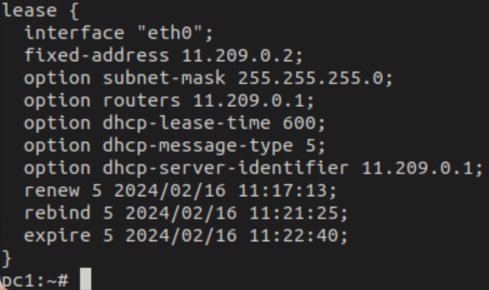 lease {
  interface "eth0";
  fixed-address 11.209.0.2;
  option subnet-mask 255.255.255.0;
  option routers 11.209.0.1;
  option dhcp-lease-time 600;
  option dhcp-message-type 5;
  option dhcp-server-identifier 11.209.0.1;
  renew 5 2024/02/16 11:17:13;
  rebind 5 2024/02/16 11:21:25;
  expire 5 2024/02/16 11:22:40;
}
pc1:~#